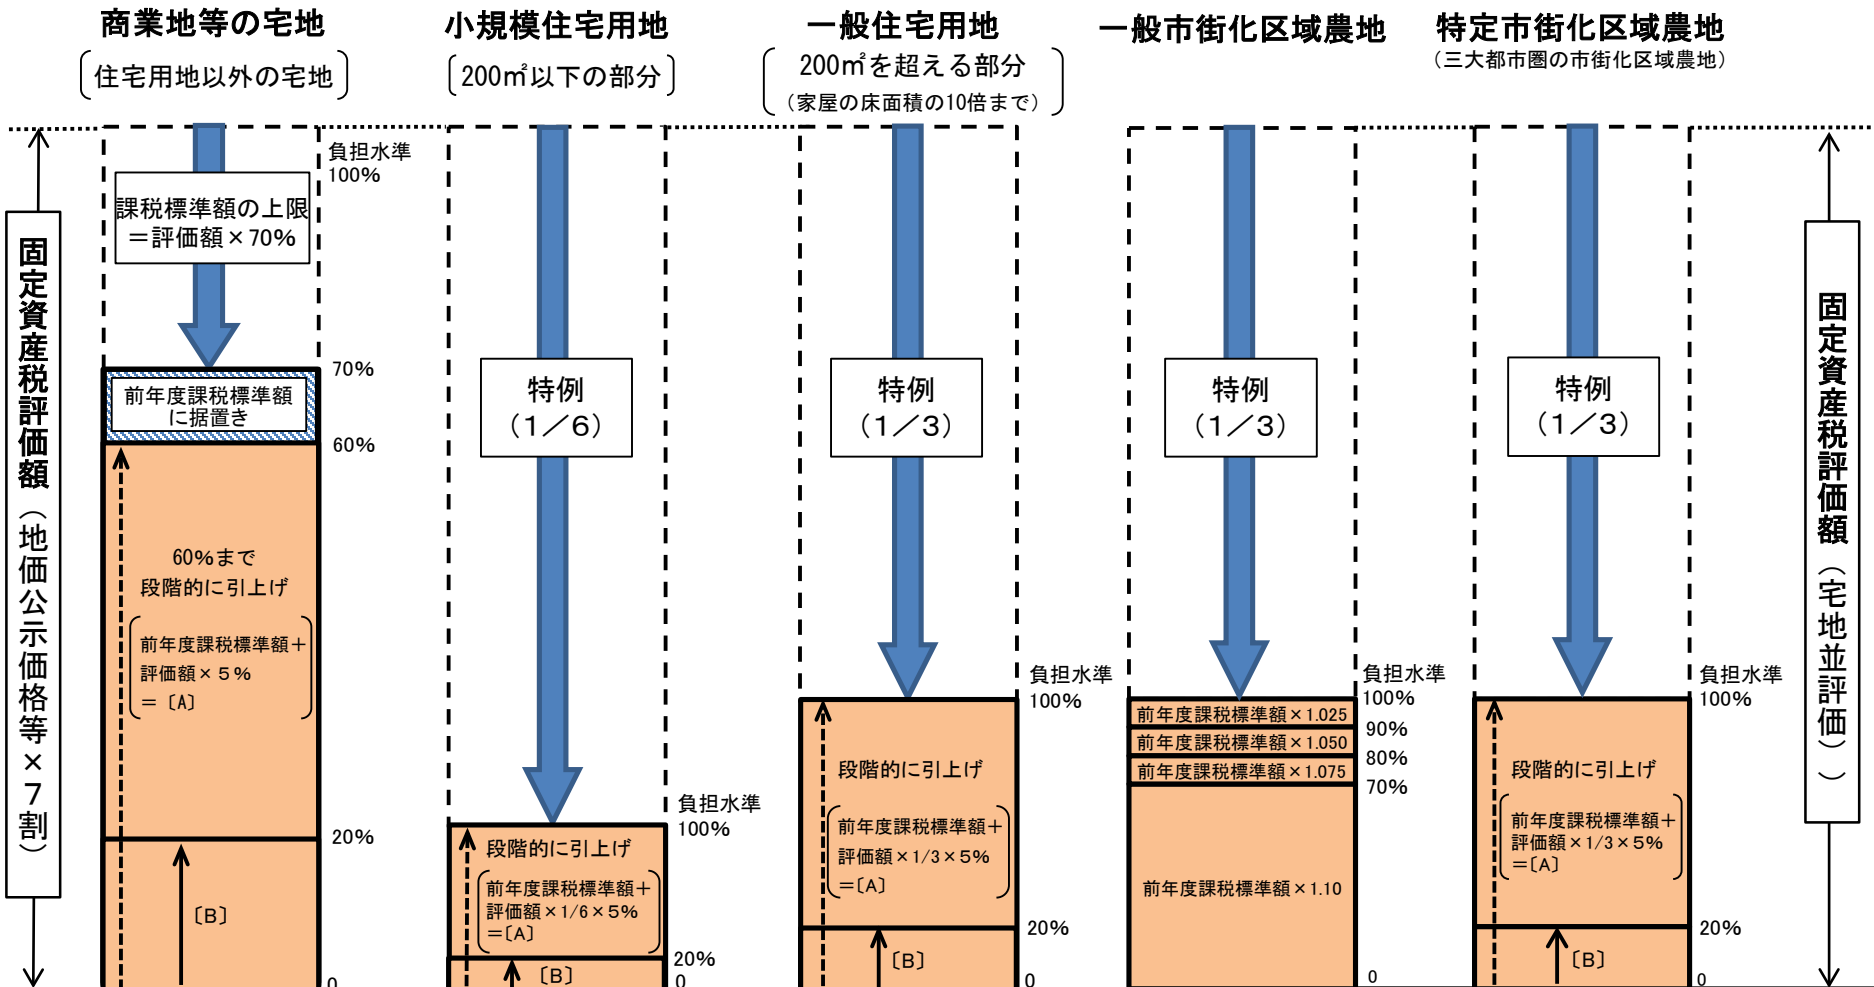 商業地等の宅地
住宅用地以外の宅地
小規模住宅用地
200㎡以下の部分
一般住宅用地
200㎡を超える部分
（家屋の床面積の10倍まで）
一般市街化区域農地
特定市街化区域農地
（三大都市圏の市街化区域農地）
固定資産税評価額（地価公示価格等×７割）
負担水準
100%
課税標準額の上限
＝評価額×70%
70%
前年度課税標準額
に据置き
60%
60%まで
段階的に引上げ
前年度課税標準額＋
評価額×５%
＝〔A〕
20%
〔B〕
0
特例
（１／６）
負担水準
100%
段階的に引上げ
前年度課税標準額＋
評価額×1/6×５%
＝〔A〕
20%
〔B〕
0
特例
（１／３）
負担水準
100%
段階的に引上げ
前年度課税標準額＋
評価額×1/3×５%
＝〔A〕
20%
〔B〕
0
特例
（１／３）
負担水準
100%
前年度課税標準額×1.025
90%
前年度課税標準額×1.050
80%
前年度課税標準額×1.075
70%
前年度課税標準額×1.10
0
特例
（１／３）
負担水準
100%
段階的に引上げ
前年度課税標準額＋
評価額×1/3×５%
＝〔A〕
20%
〔B〕
0
固定資産税評価額（宅地並評価））